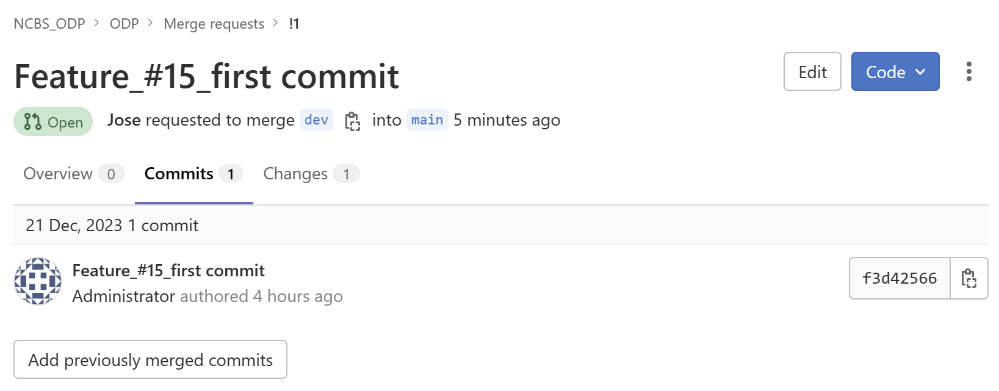 NCBS_ODP > ODP > Merge requests > !1
Feature_#15_first commit
Edit
Code
Open
Jose requested to merge dev into main 5 minutes ago
Overview 0
Commits 1
Changes 1
21 Dec, 2023 1 commit
Feature_#15_first commit
Administrator authored 4 hours ago
f3d42566
Add previously merged commits